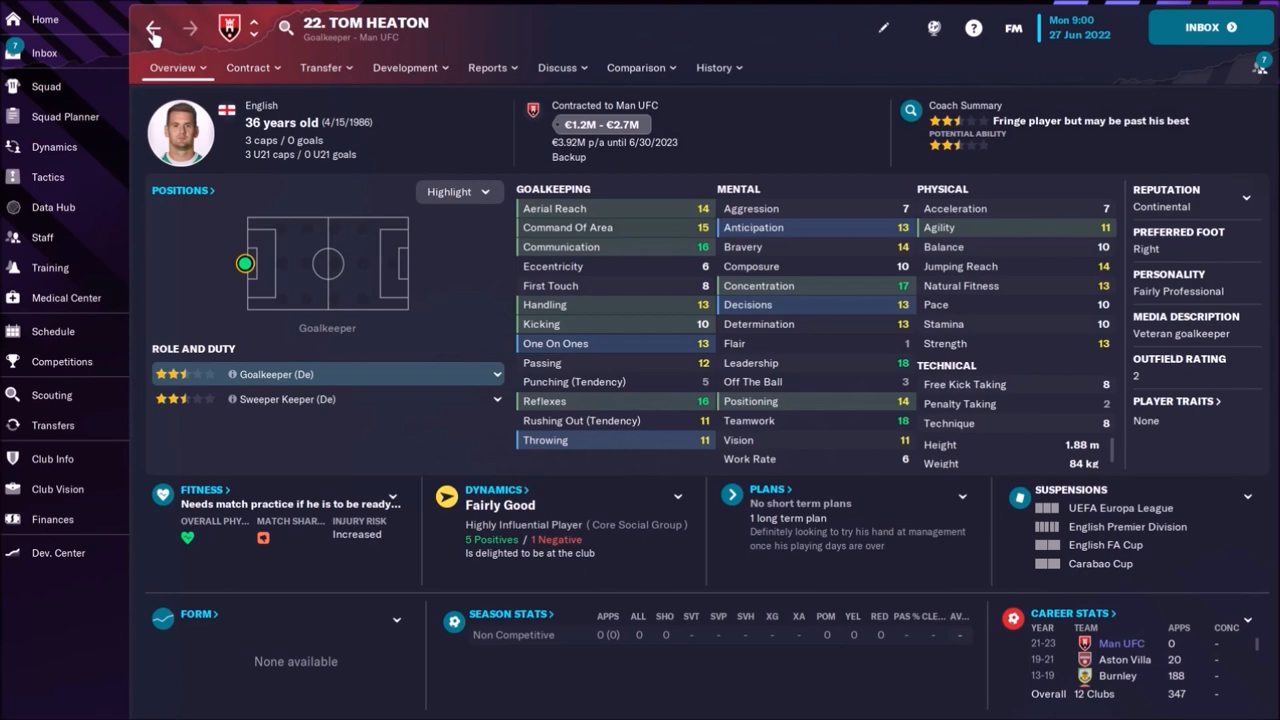 Home
7
Inbox
Squad
Squad Planner
Dynamics
Tactics
Data Hub
Staff
Training
Medical Center
Schedule
Competitions
Scouting
Transfers
Club Info
Club Vision
Finances
Dev. Center
22. TOM HEATON
Goalkeeper - Man UFC
FM
Mon 9:00
27 Jun 2022
INBOX
Overview
Contract
Transfer
Development
Reports
Discuss
Comparison
History
7
English
36 years old (4/15/1986)
3 caps / 0 goals
3 U21 caps / 0 U21 goals
Contracted to Man UFC
€1.2M - €2.7M
€3.92M p/a until 6/30/2023
Backup
Coach Summary
Fringe player but may be past his best
POTENTIAL ABILITY
POSITIONS
Highlight
Goalkeeper
ROLE AND DUTY
Goalkeeper (De)
Sweeper Keeper (De)
GOALKEEPING
Aerial Reach 14
Command Of Area 15
Communication 16
Eccentricity 6
First Touch 8
Handling 13
Kicking 10
One On Ones 13
Passing 12
Punching (Tendency) 5
Reflexes 16
Rushing Out (Tendency) 11
Throwing 11
MENTAL
Aggression 7
Anticipation 13
Bravery 14
Composure 10
Concentration 17
Decisions 13
Determination 13
Flair 1
Leadership 18
Off The Ball 3
Positioning 14
Teamwork 18
Vision 11
Work Rate 6
PHYSICAL
Acceleration 7
Agility 11
Balance 10
Jumping Reach 14
Natural Fitness 13
Pace 10
Stamina 10
Strength 13
TECHNICAL
Free Kick Taking 8
Penalty Taking 2
Technique 8
Height 1.88 m
Weight 84 kg
REPUTATION
Continental
PREFERRED FOOT
Right
PERSONALITY
Fairly Professional
MEDIA DESCRIPTION
Veteran goalkeeper
OUTFIELD RATING
2
PLAYER TRAITS
None
FITNESS
Needs match practice if he is to be ready...
OVERALL PHY... MATCH SHAR... INJURY RISK
Increased
DYNAMICS
Fairly Good
Highly Influential Player ( Core Social Group )
5 Positives / 1 Negative
Is delighted to be at the club
PLANS
No short term plans
1 long term plan
Definitely looking to try his hand at management
once his playing days are over
SUSPENSIONS
UEFA Europa League
English Premier Division
English FA Cup
Carabao Cup
FORM
None available
SEASON STATS APPS ALL SHO SVT SVP SVH XG XA POM YEL RED PAS % CLE... AV...
Non Competitive 0 (0) 0 0 - - - - - 0 0 0 - - -
CAREER STATS
YEAR TEAM APPS CONC
21-23 Man UFC 0 -
19-21 Aston Villa 20 -
13-19 Burnley 188 -
Overall 12 Clubs 347 -